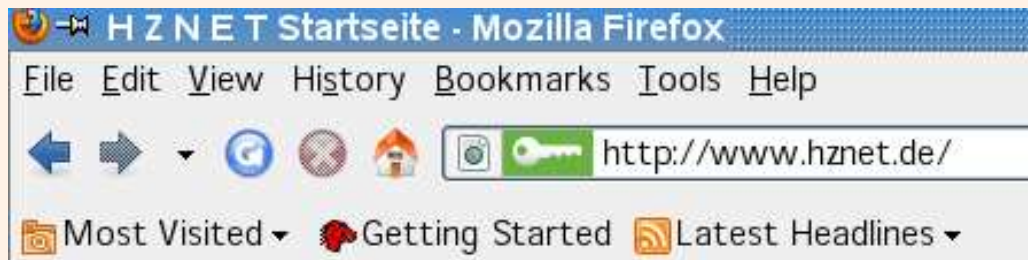 H Z N E T Startseite - Mozilla Firefox
File Edit View History Bookmarks Tools Help
http://www.hznet.de/
Most Visited Getting Started Latest Headlines